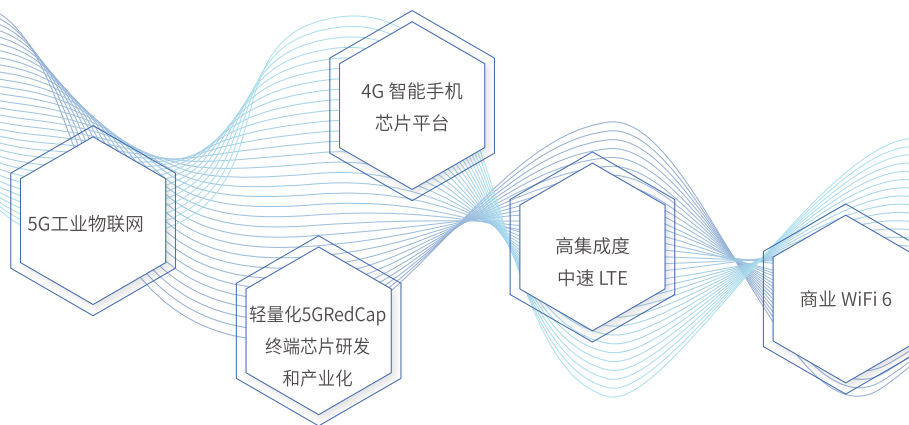 5G工业物联网
4G 智能手机
芯片平台
轻量化5GRedCap
终端芯片研发
和产业化
高集成度
中速 LTE
商业 WiFi 6